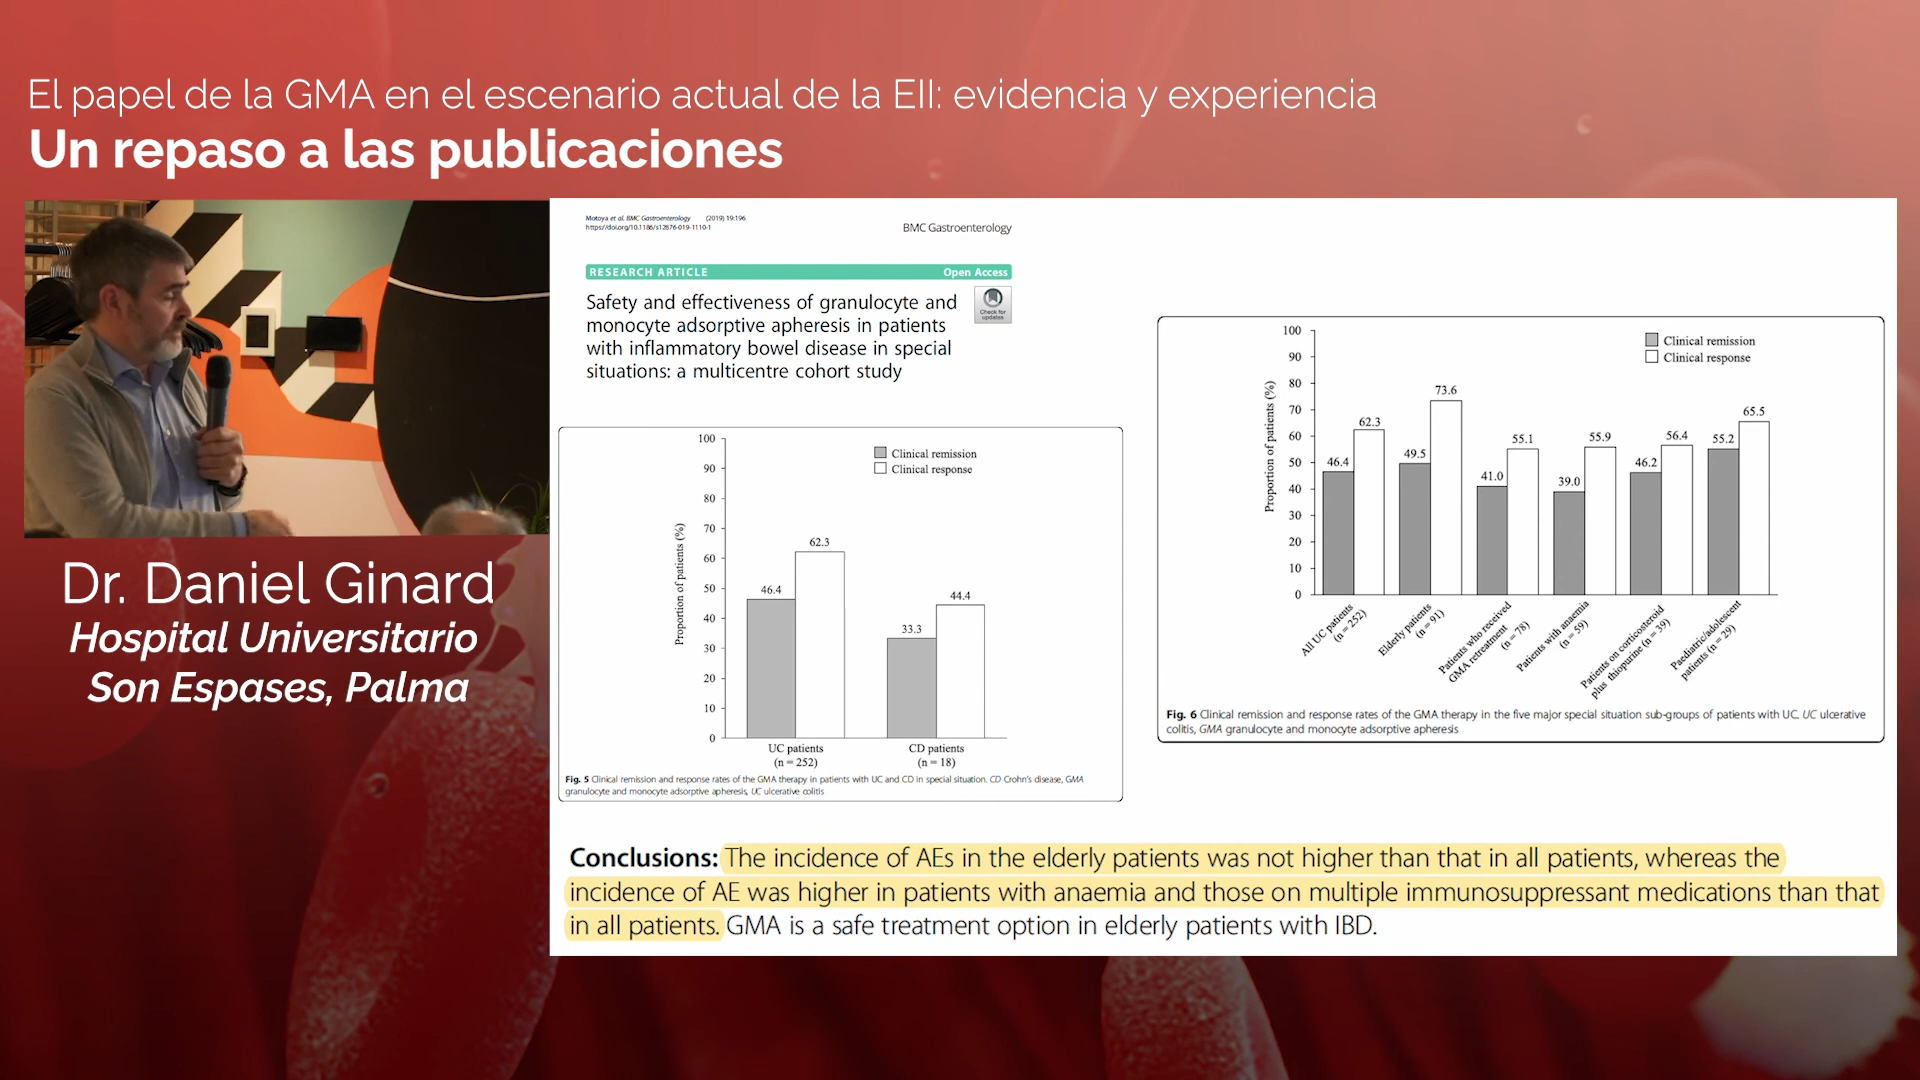 El papel de la GMA en el escenario actual de la EII: evidencia y experiencia
Un repaso a las publicaciones
Dr. Daniel Ginard
Hospital Universitario
Son Espases, Palma
Motoya et al. BMC Gastroenterology (2019) 19:196
https://doi.org/10.1186/s12876-019-1110-1
BMC Gastroenterology
RESEARCH ARTICLE
Open Access
Safety and effectiveness of granulocyte and
monocyte adsorptive apheresis in patients
with inflammatory bowel disease in special
situations: a multicentre cohort study
Check for
updates
100
90
80
70
60
50
40
30
20
10
0
Proportion of patients (%)
Clinical remission
Clinical response
46.4
62.3
33.3
44.4
UC patients
(n = 252)
CD patients
(n = 18)
Fig. 5 Clinical remission and response rates of the GMA therapy in patients with UC and CD in special situation. CD Crohn's disease, GMA
granulocyte and monocyte adsorptive apheresis, UC ulcerative colitis
100
90
80
70
60
50
40
30
20
10
0
Proportion of patients (%)
Clinical remission
Clinical response
46.4
62.3
49.5
73.6
41.0
55.1
39.0
55.9
46.2
56.4
55.2
65.5
All UC patients
(n = 252)
Elderly patients
(n = 91)
Patients who received
GMA retreatment (n = 78)
Patients with anaemia
(n = 59)
Patients on corticosteroid
plus thiopurine (n = 39)
Paediatric/adolescent
patients (n = 29)
Fig. 6 Clinical remission and response rates of the GMA therapy in the five major special situation sub-groups of patients with UC. UC ulcerative
colitis, GMA granulocyte and monocyte adsorptive apheresis
Conclusions: The incidence of AEs in the elderly patients was not higher than that in all patients, whereas the
incidence of AE was higher in patients with anaemia and those on multiple immunosuppressant medications than that
in all patients. GMA is a safe treatment option in elderly patients with IBD.